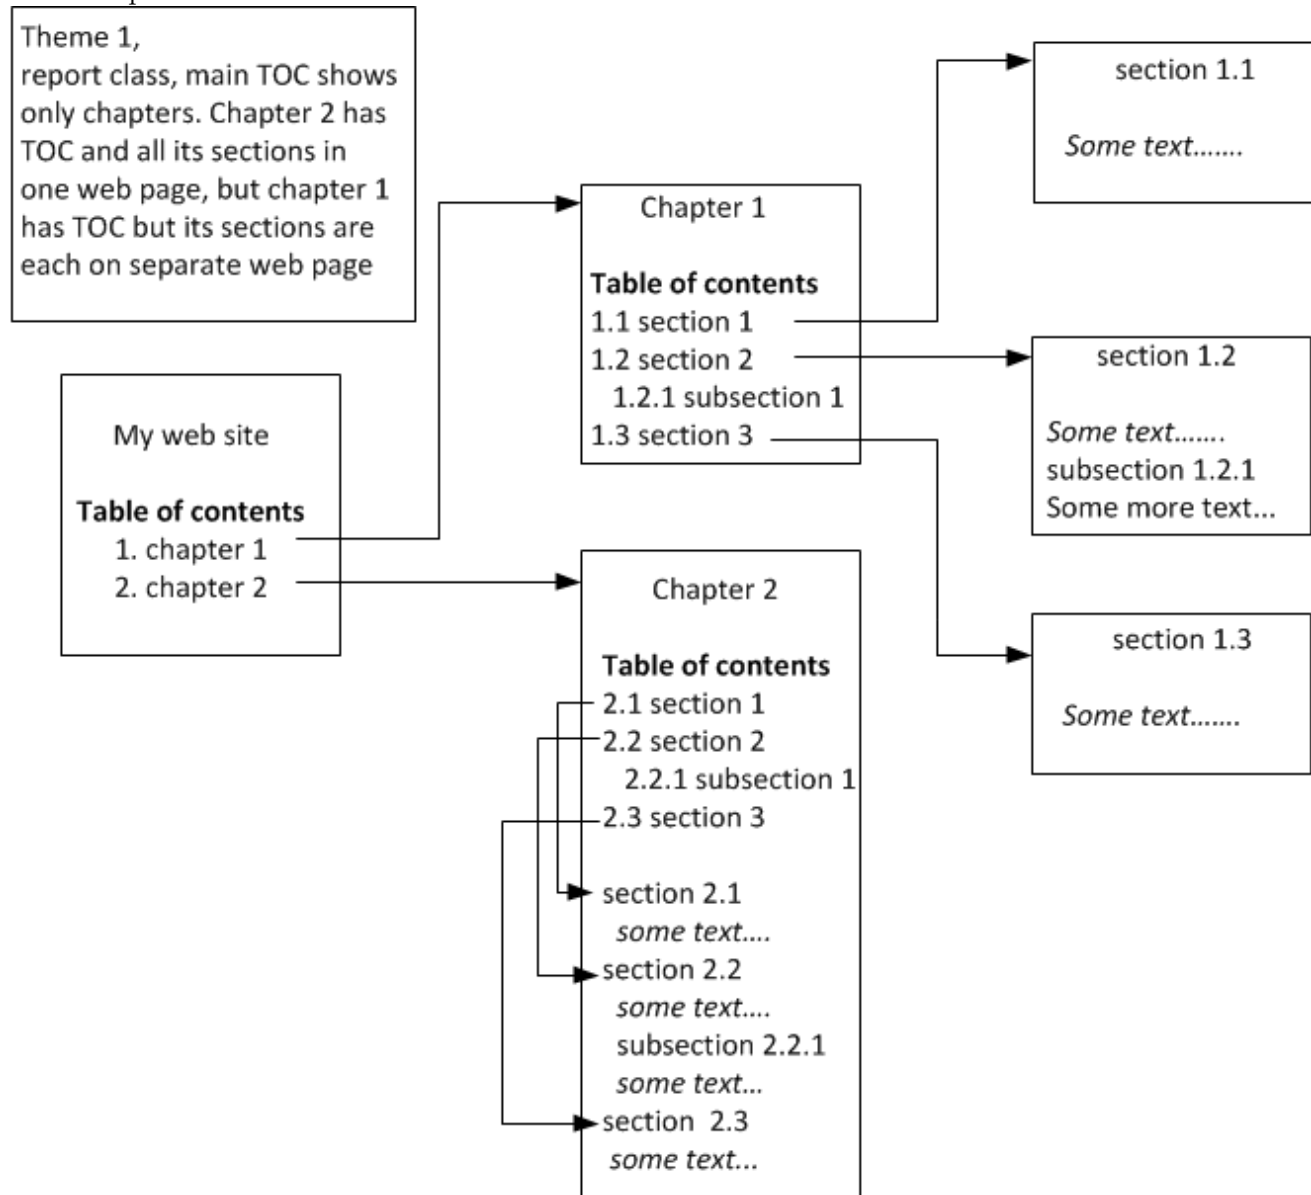 Theme 1,
report class, main TOC shows
only chapters. Chapter 2 has
TOC and all its sections in
one web page, but chapter 1
has TOC but its sections are
each on separate web page
My web site
Table of contents
1. chapter 1
2. chapter 2
Chapter 1
Table of contents
1.1 section 1
1.2 section 2
1.2.1 subsection 1
1.3 section 3
Chapter 2
Table of contents
2.1 section 1
2.2 section 2
2.2.1 subsection 1
2.3 section 3
section 2.1
some text....
section 2.2
some text....
subsection 2.2.1
some text...
section 2.3
some text...
section 1.1
Some text.......
section 1.2
Some text.......
subsection 1.2.1
Some more text...
section 1.3
Some text.......